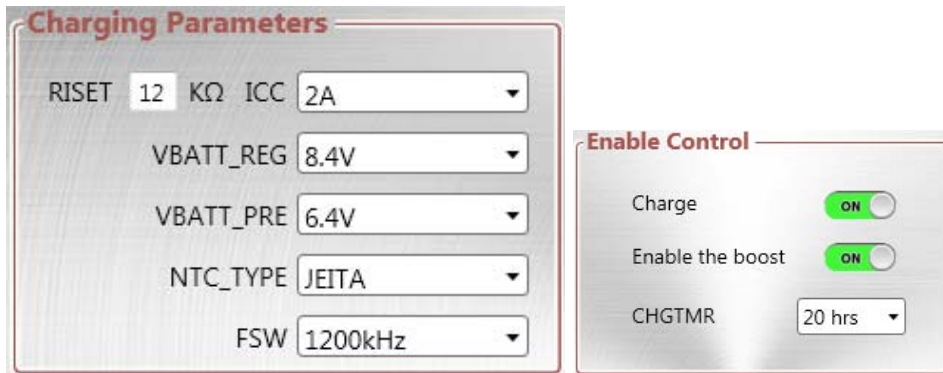 Charging Parameters
RISET 12 KΩ ICC 2A
VBATT_REG 8.4V
VBATT_PRE 6.4V
NTC_TYPE JEITA
FSW 1200kHz
Enable Control
Charge ON
Enable the boost ON
CHGTMR 20 hrs